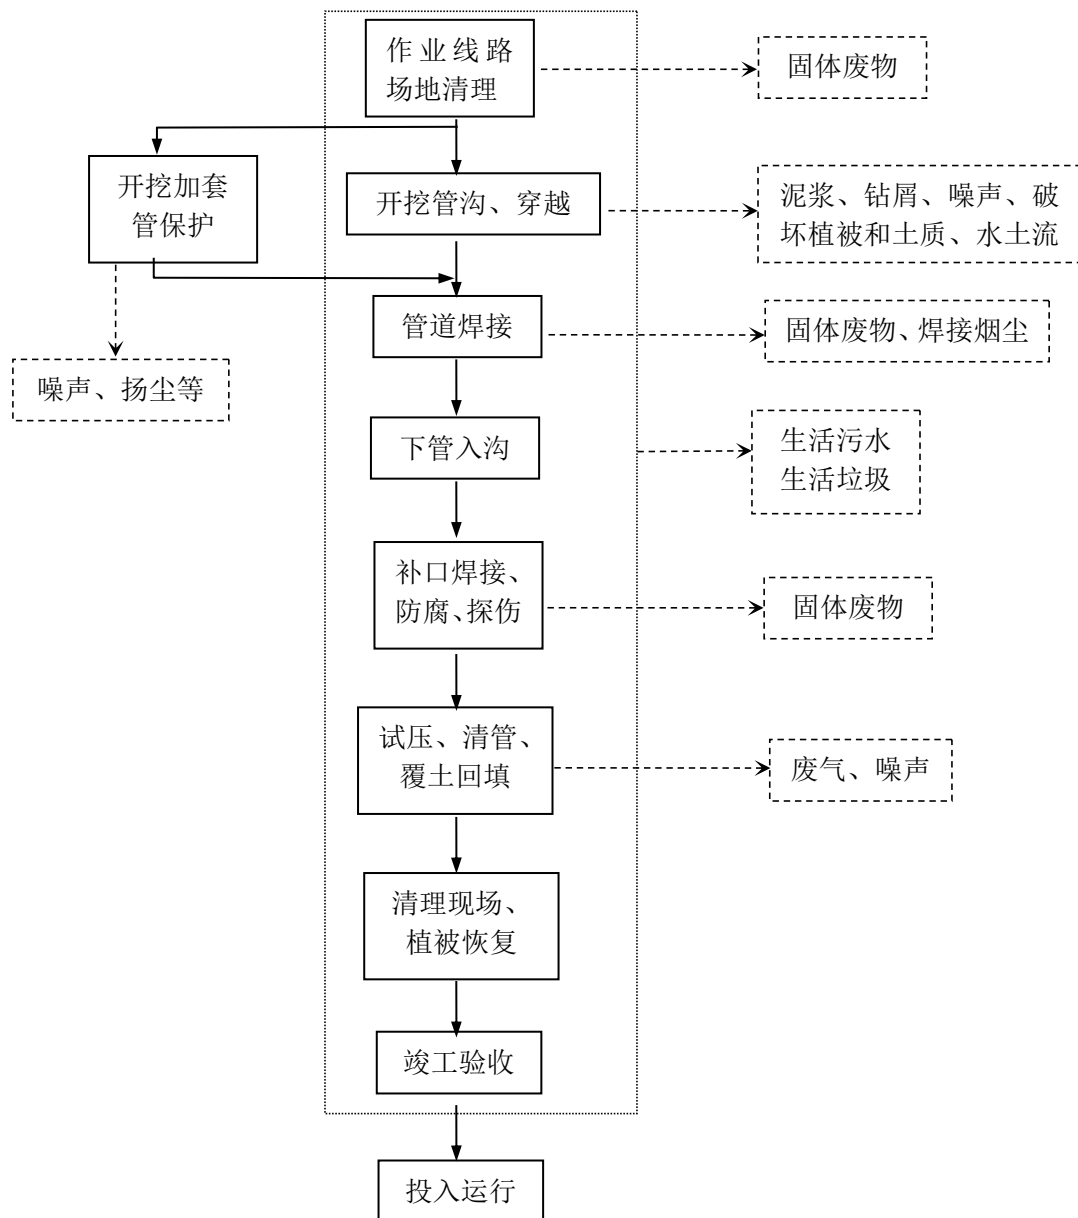 作业线路
场地清理
固体废物
开挖加套
管保护
开挖管沟、穿越
泥浆、钻屑、噪声、破
坏植被和土质、水土流
管道焊接
固体废物、焊接烟尘
噪声、扬尘等
下管入沟
生活污水
生活垃圾
补口焊接、
防腐、探伤
固体废物
试压、清管、
覆土回填
废气、噪声
清理现场、
植被恢复
竣工验收
投入运行